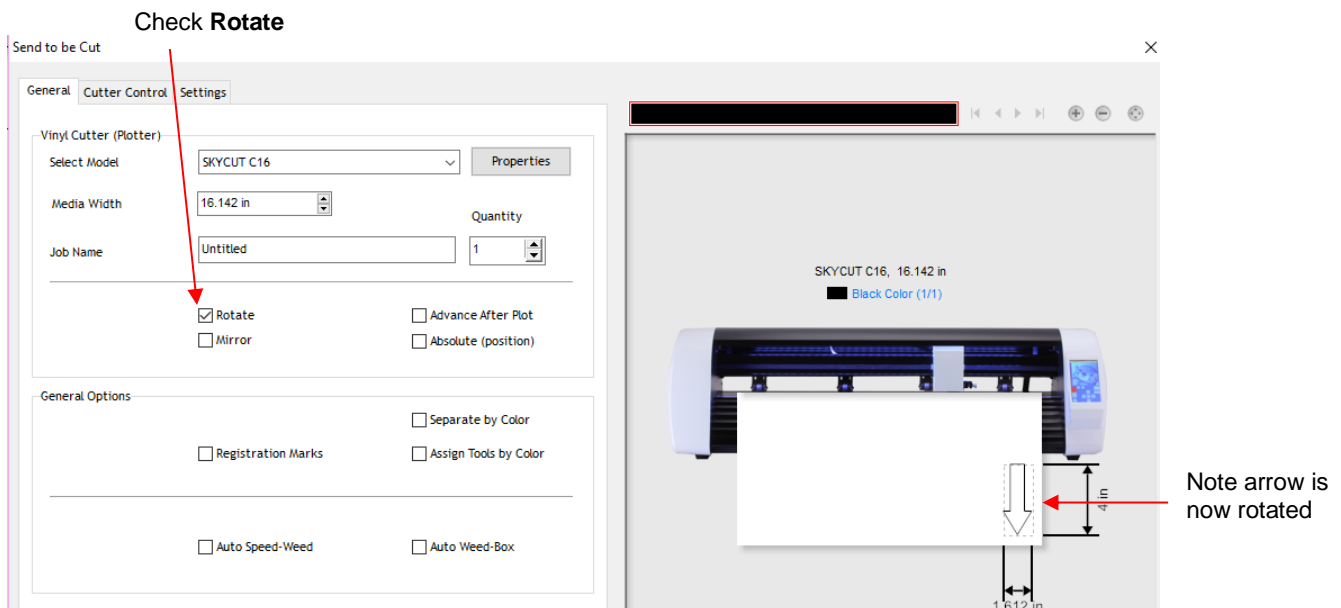 Check Rotate
Send to be Cut
General Cutter Control Settings
Vinyl Cutter (Plotter)
Select Model SKYCUT C16 Properties
Media Width 16.142 in
Quantity
Job Name Untitled 1
Rotate Advance After Plot
Mirror Absolute (position)
General Options
Separate by Color
Registration Marks Assign Tools by Color
Auto Speed-Weed Auto Weed-Box
SKYCUT C16, 16.142 in
Black Color (1/1)
4 in
1.612 in
Note arrow is
now rotated